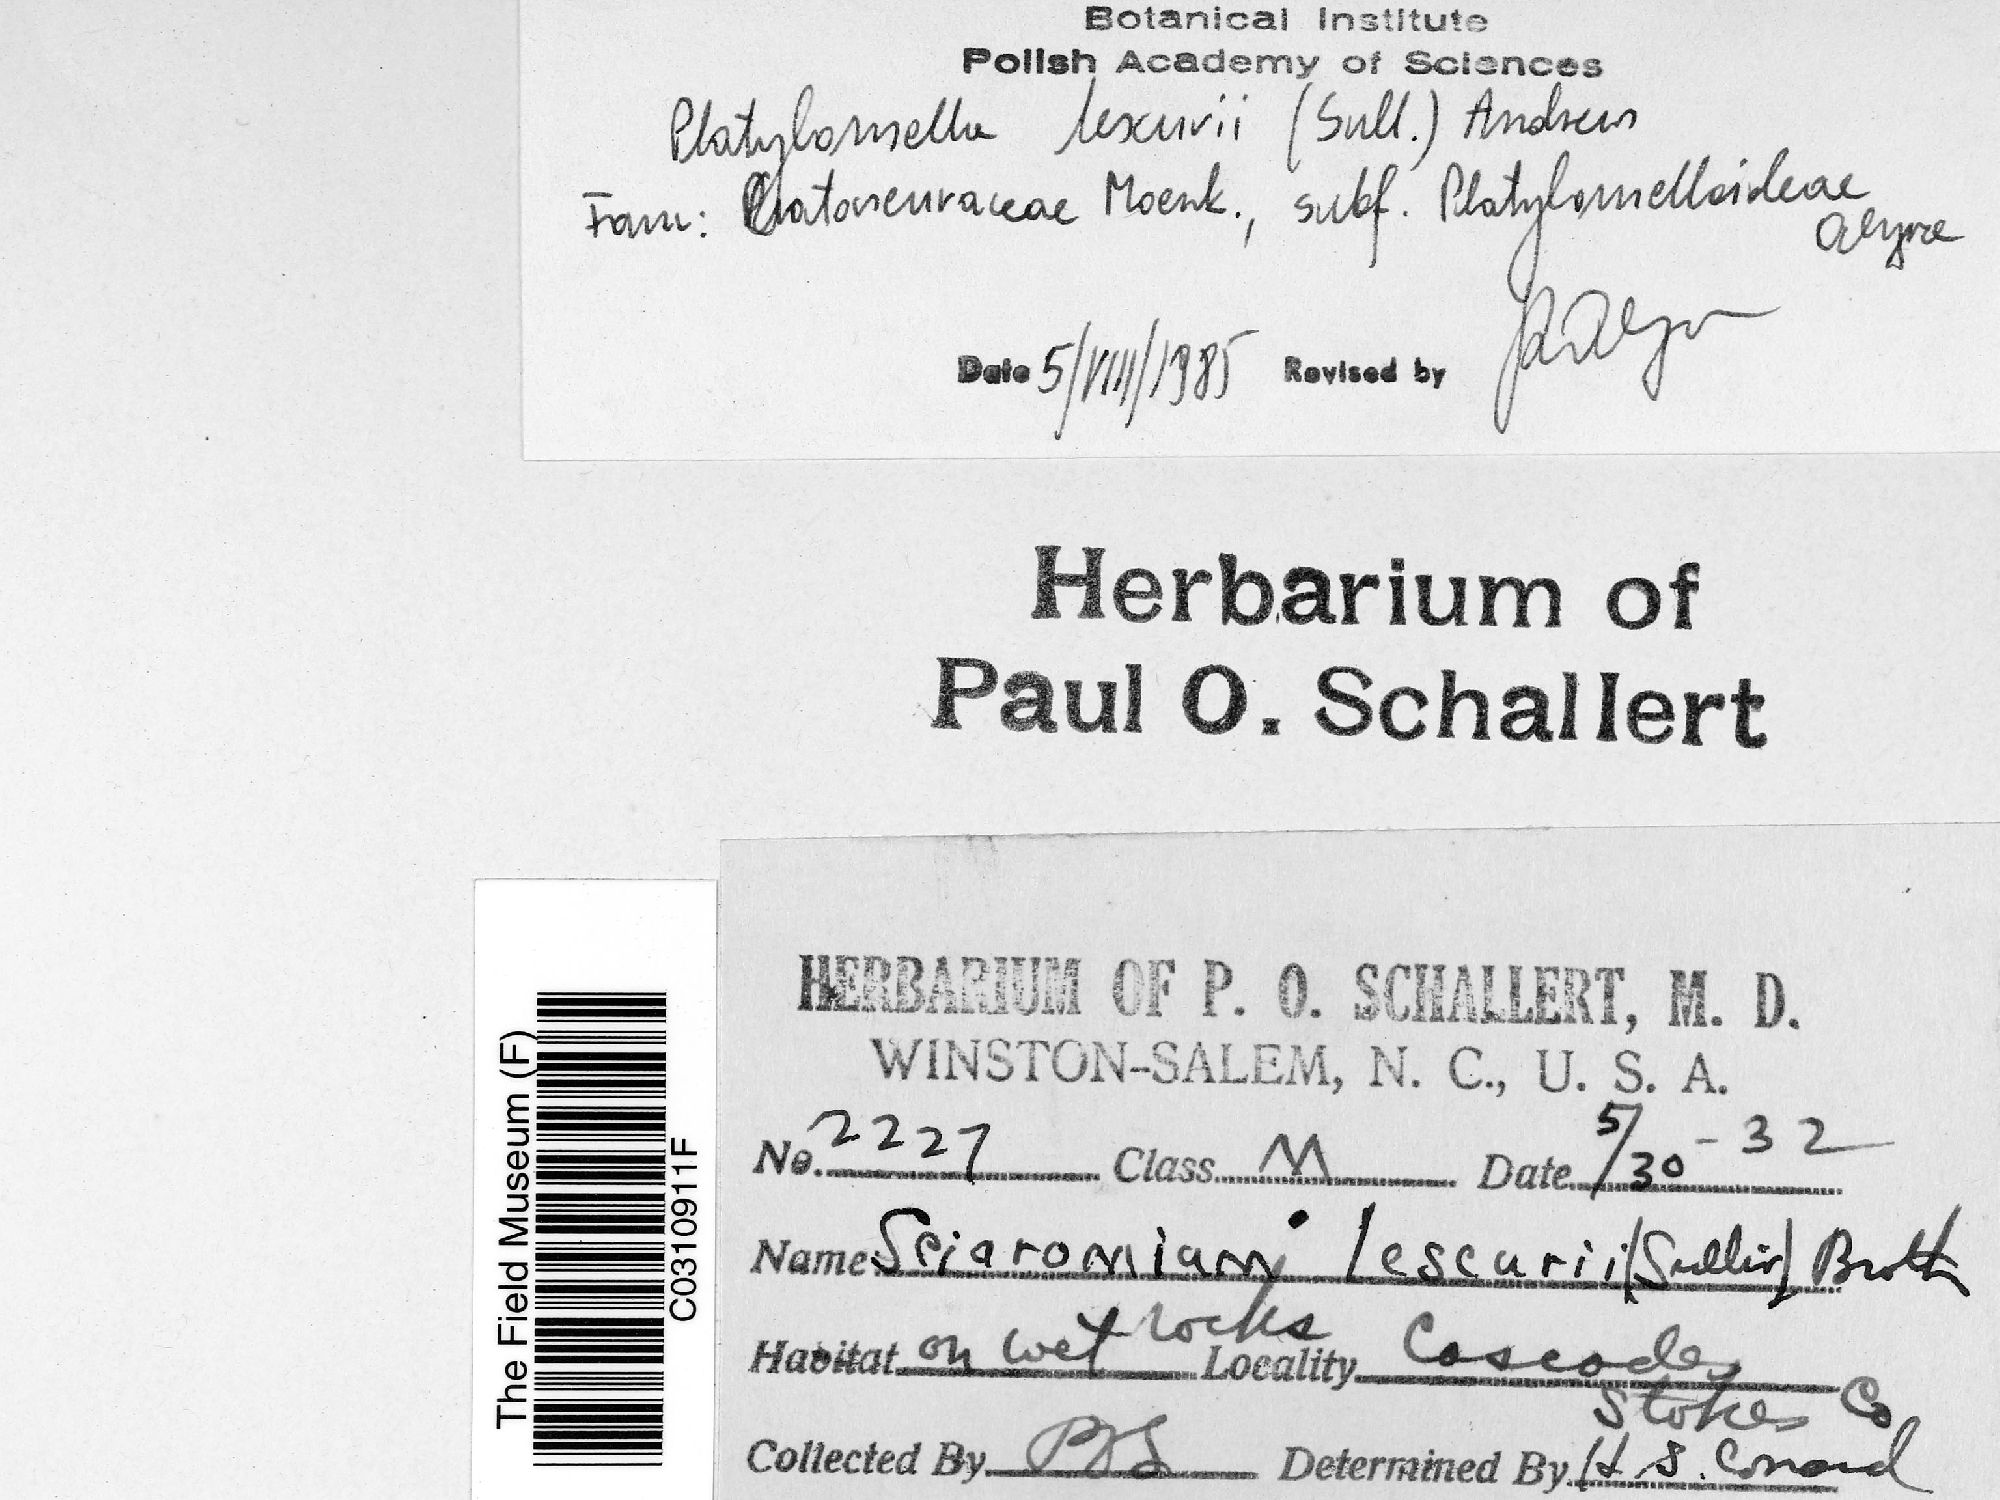 Botanical Institute
Polish Academy of Sciences
Platylomella lescurii (Sull.) Andrews
Fam: Cratoneuraceae Moenk., subf. Platylomelloideae
Ochyra
Date 5/VIII/1985 Revised by
Herbarium of
Paul O. Schallert
HERBARIUM OF P. O. SCHALLERT, M. D.
WINSTON-SALEM, N. C., U. S. A.
No. 2227 Class M Date 5/30-32
Name Sciaromium lescurii (Sulliv) Broth
Habitat on wet rocks Locality Cascades
Stokes Co
Collected By POS Determined By H. S. Conard
The Field Museum (F)
C0310911F